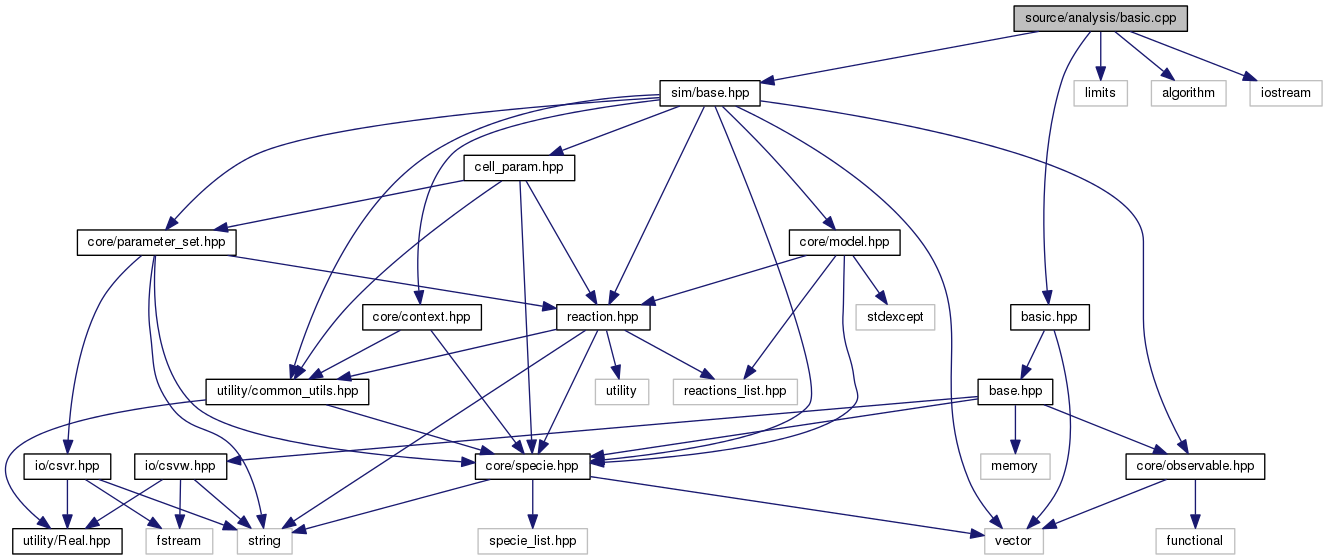 source/analysis/basic.cpp
sim/base.hpp
limits
algorithm
iostream
cell_param.hpp
core/parameter_set.hpp
core/model.hpp
core/context.hpp
reaction.hpp
stdexcept
basic.hpp
utility/common_utils.hpp
utility
reactions_list.hpp
base.hpp
io/csvr.hpp
io/csvw.hpp
core/specie.hpp
memory
core/observable.hpp
utility/Real.hpp
fstream
string
specie_list.hpp
vector
functional